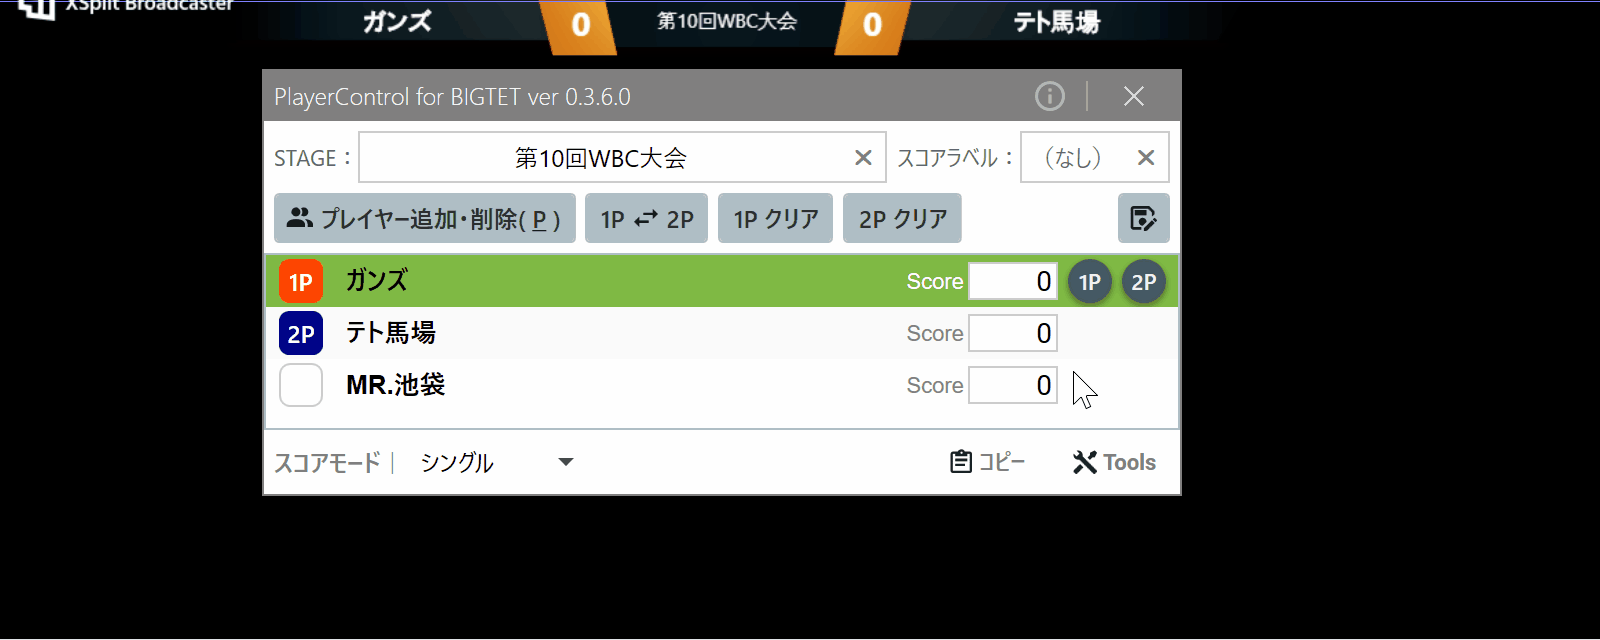 XSplit Broadcaster
ガンズ 0 第10回WBC大会 0 テト馬場
PlayerControl for BIGTET ver 0.3.6.0
STAGE : 第10回WBC大会 スコアラベル : (なし)
プレイヤー追加・削除( P ) 1P 2P 1P クリア 2P クリア
1P ガンズ Score 0 1P 2P
2P テト馬場 Score 0
MR.池袋 Score 0
スコアモード シングル コピー Tools